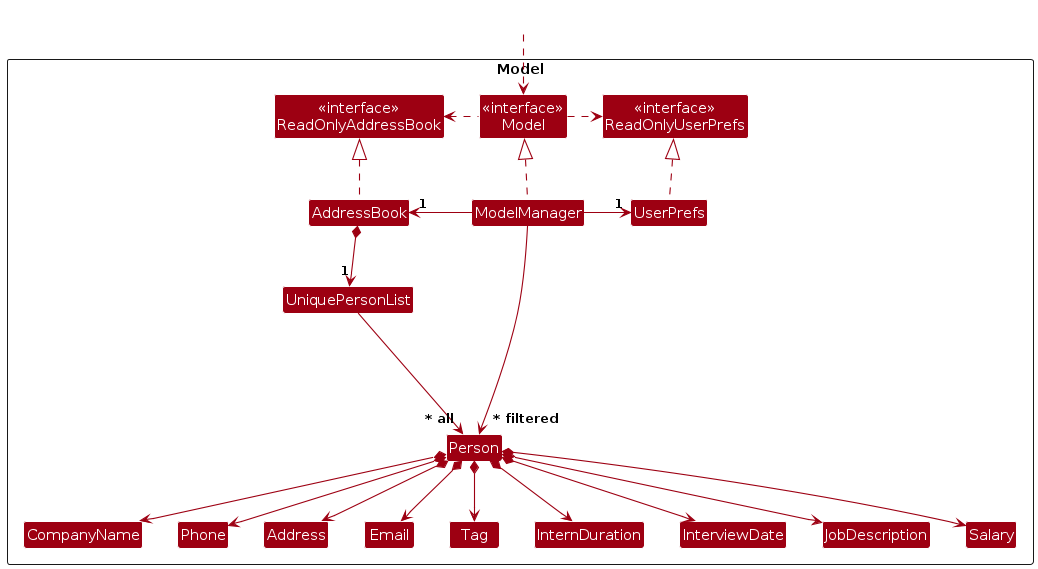 Model
«interface»
ReadOnlyAddressBook
«interface»
Model
«interface»
ReadOnlyUserPrefs
AddressBook
1
ModelManager
1
UserPrefs
1
UniquePersonList
* all
* filtered
Person
CompanyName
Phone
Address
Email
Tag
InternDuration
InterviewDate
JobDescription
Salary